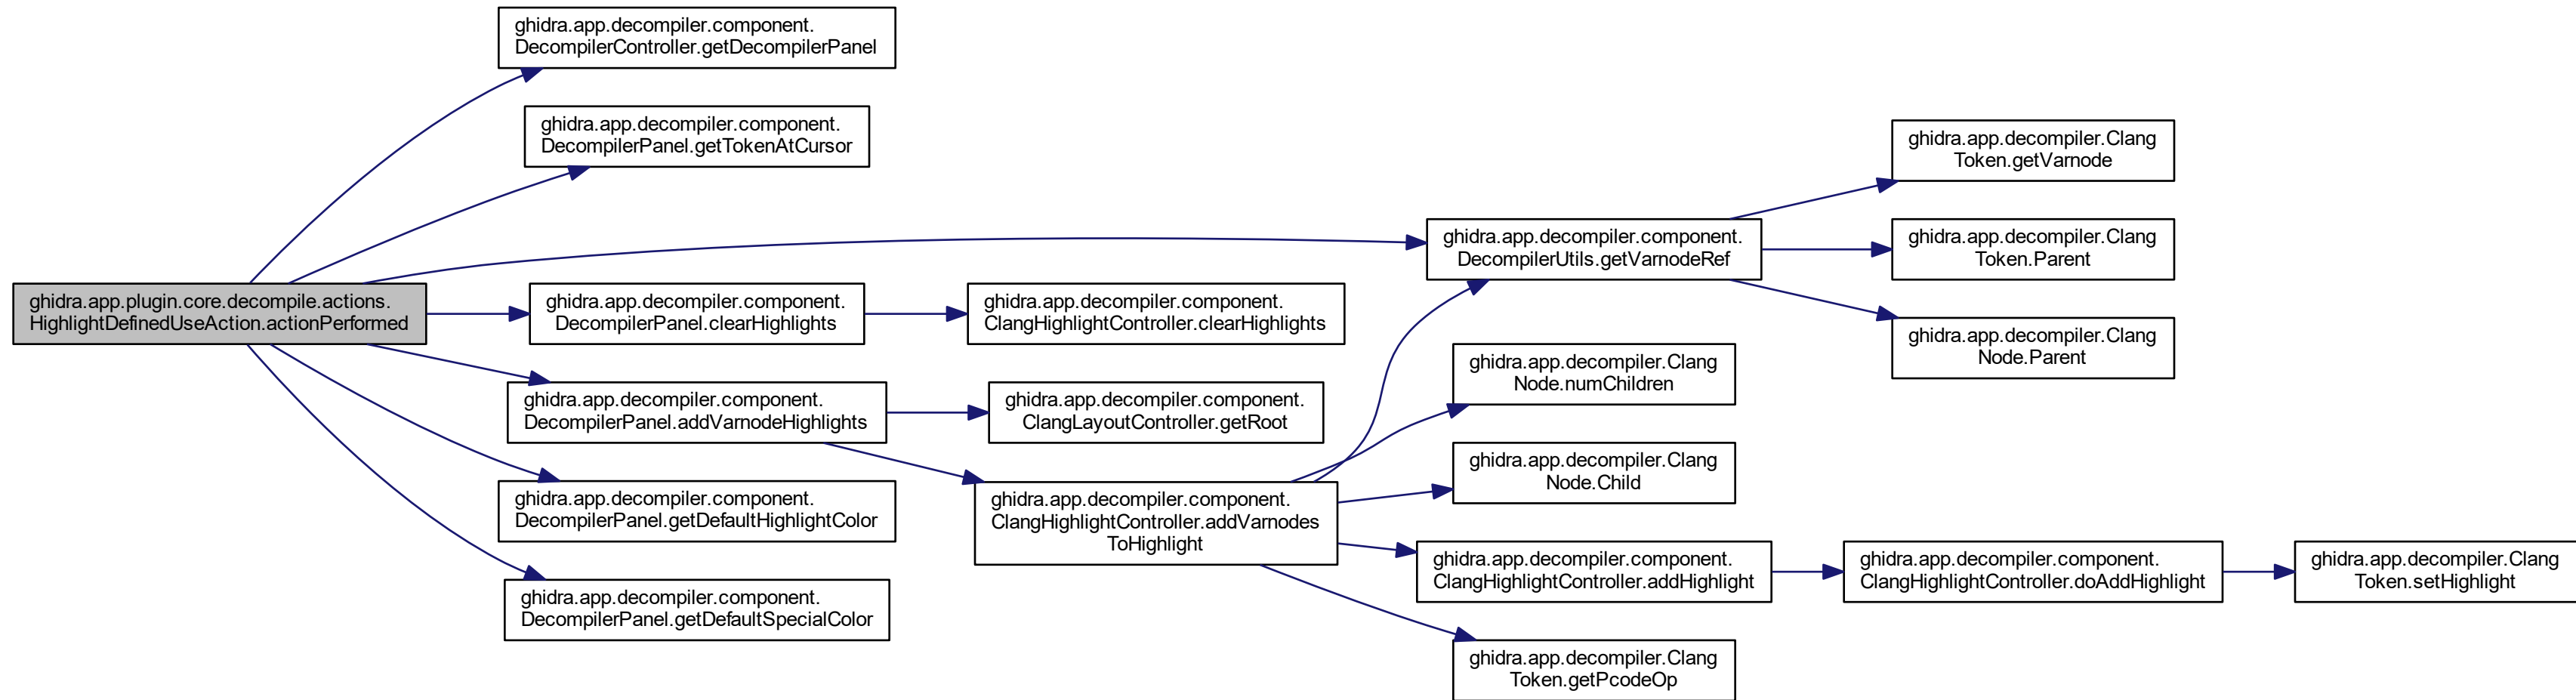 ghidra.app.decompiler.component.
DecompilerController.getDecompilerPanel
ghidra.app.decompiler.component.
DecompilerPanel.getTokenAtCursor
ghidra.app.decompiler.Clang
Token.getVarnode
ghidra.app.decompiler.component.
DecompilerUtils.getVarnodeRef
ghidra.app.decompiler.Clang
Token.Parent
ghidra.app.plugin.core.decompile.actions.
HighlightDefinedUseAction.actionPerformed
ghidra.app.decompiler.component.
DecompilerPanel.clearHighlights
ghidra.app.decompiler.component.
ClangHighlightController.clearHighlights
ghidra.app.decompiler.Clang
Node.Parent
ghidra.app.decompiler.Clang
Node.numChildren
ghidra.app.decompiler.component.
DecompilerPanel.addVarnodeHighlights
ghidra.app.decompiler.component.
ClangLayoutController.getRoot
ghidra.app.decompiler.Clang
Node.Child
ghidra.app.decompiler.component.
DecompilerPanel.getDefaultHighlightColor
ghidra.app.decompiler.component.
ClangHighlightController.addVarnodes
ToHighlight
ghidra.app.decompiler.component.
ClangHighlightController.addHighlight
ghidra.app.decompiler.component.
ClangHighlightController.doAddHighlight
ghidra.app.decompiler.Clang
Token.setHighlight
ghidra.app.decompiler.component.
DecompilerPanel.getDefaultSpecialColor
ghidra.app.decompiler.Clang
Token.getPcodeOp